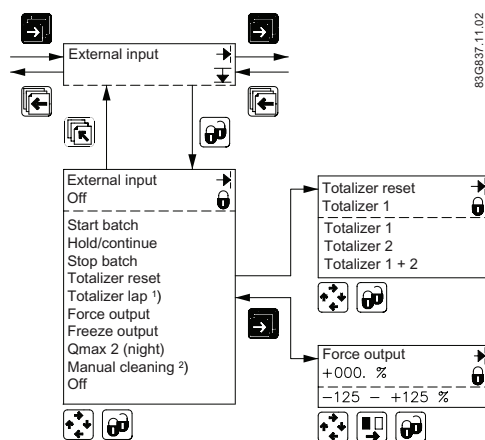 83G837.11.02
External input
External input
Off
Start batch
Hold/continue
Stop batch
Totalizer reset
Totalizer lap ¹)
Force output
Freeze output
Qmax 2 (night)
Manual cleaning ²)
Off
Totalizer reset
Totalizer 1
Totalizer 1
Totalizer 2
Totalizer 1 + 2
Force output
+000. %
−125 − +125 %